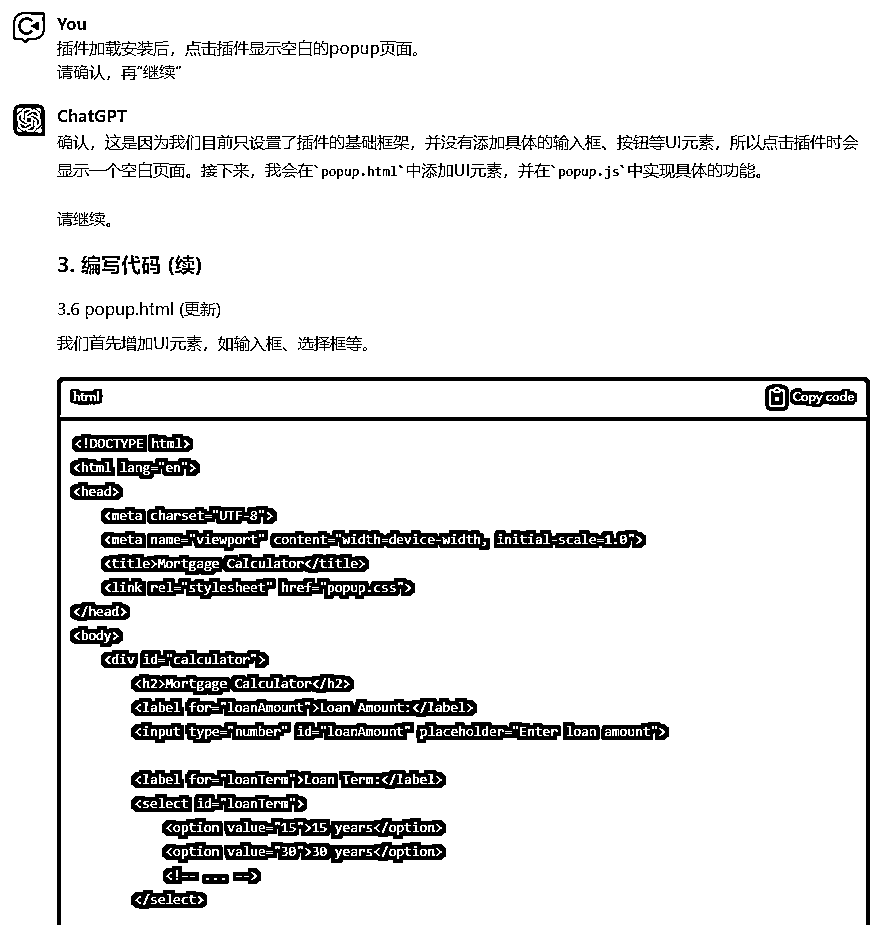 You
插件加载安装后，点击插件显示空白的popup页面。
请确认，再“继续”
ChatGPT
确认，这是因为我们目前只设置了插件的基础框架，并没有添加具体的输入框、按钮等UI元素，所以点击插件时会
显示一个空白页面。接下来，我会在`popup.html`中添加UI元素，并在`popup.js`中实现具体的功能。
请继续。
3. 编写代码 (续)
3.6 popup.html (更新)
我们首先增加UI元素，如输入框、选择框等。
html Copy code
<!DOCTYPE html>
<html lang="en">
<head>
<meta charset="UTF-8">
<meta name="viewport" content="width=device-width, initial-scale=1.0">
<title>Mortgage Calculator</title>
<link rel="stylesheet" href="popup.css">
</head>
<body>
<div id="calculator">
<h2>Mortgage Calculator</h2>
<label for="loanAmount">Loan Amount:</label>
<input type="number" id="loanAmount" placeholder="Enter loan amount">
<label for="loanTerm">Loan Term:</label>
<select id="loanTerm">
<option value="15">15 years</option>
<option value="30">30 years</option>
<!-- ... -->
</select>